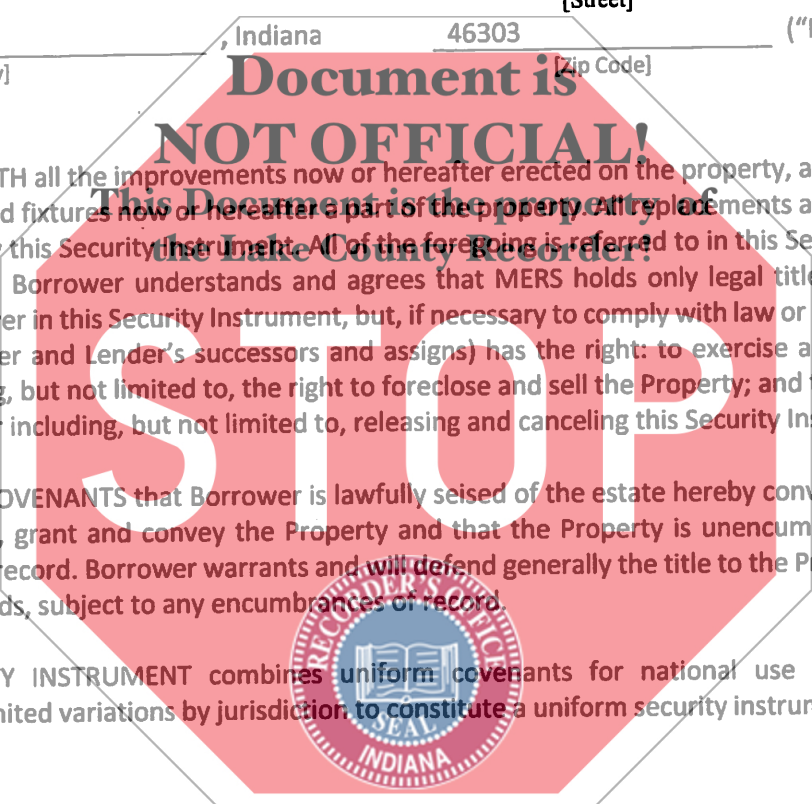 [Street]
, Indiana 46303 ("
[Zip Code]
Document is
NOT OFFICIAL!
TH all the improvements now or hereafter erected on the property, a
This Document is the property of
d fixtures now or hereafter a part of the property. All replacements a
this Security Instrument. All of the foregoing is referred to in this Se
the Lake County Recorder!
Borrower understands and agrees that MERS holds only legal title
er in this Security Instrument, but, if necessary to comply with law or
er and Lender's successors and assigns) has the right: to exercise a
g, but not limited to, the right to foreclose and sell the Property; and
including, but not limited to, releasing and canceling this Security Ins
STOP
OVENANTS that Borrower is lawfully seised of the estate hereby conv
, grant and convey the Property and that the Property is unencum
ecord. Borrower warrants and will defend generally the title to the P
ds, subject to any encumbrances of record.
RECORDER'S OFFICE
Y INSTRUMENT combines uniform covenants for national use
mited variations by jurisdiction to constitute a uniform security instrum
SEAL
INDIANA